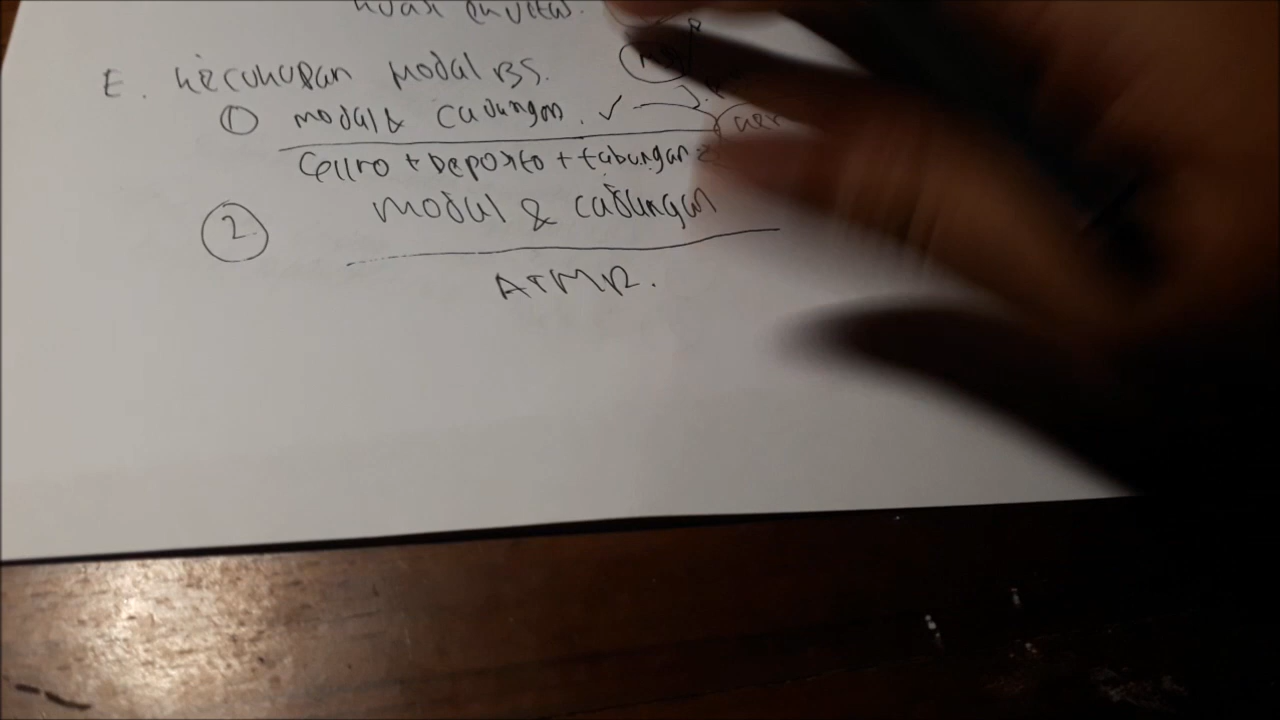 E. Kecukupan Modal BS.
① modal & Cadangan. ✓
Giro + Deposito + tabungan
② modal & cadangan
ATMR.